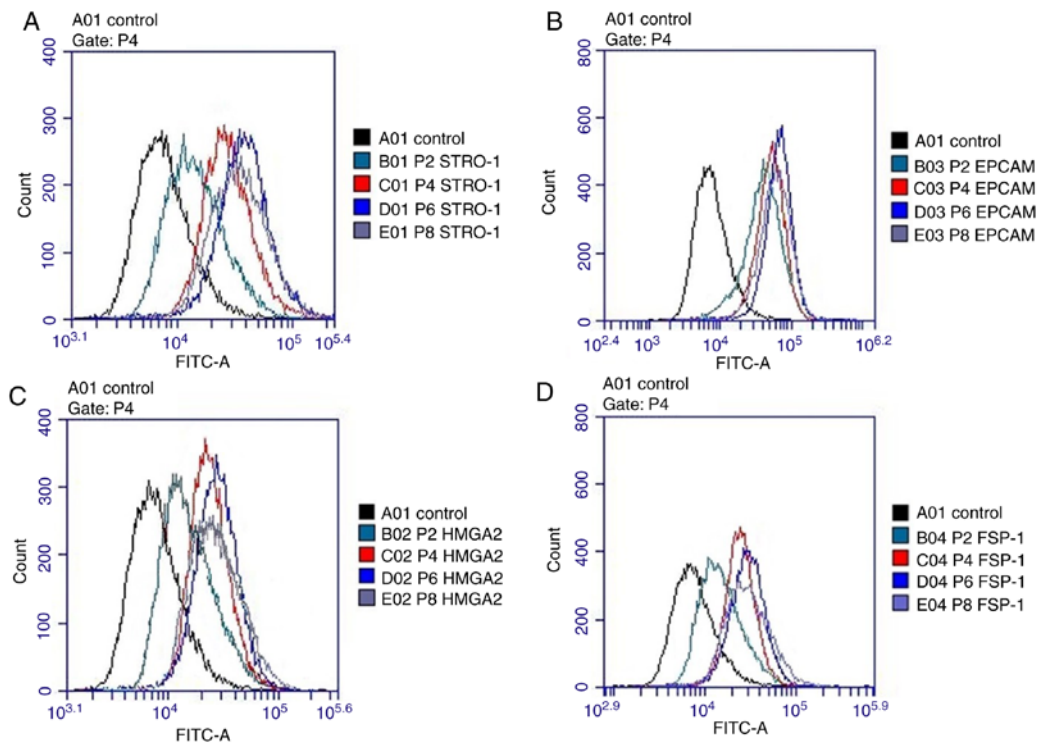 A
A01 control
Gate: P4
400
300
200
100
0
Count
10^3.1 10^4 10^5 10^5.4
FITC-A
A01 control
B01 P2 STRO-1
C01 P4 STRO-1
D01 P6 STRO-1
E01 P8 STRO-1
B
A01 control
Gate: P4
800
600
400
200
0
Count
10^2.4 10^3 10^4 10^5 10^6.2
FITC-A
A01 control
B03 P2 EPCAM
C03 P4 EPCAM
D03 P6 EPCAM
E03 P8 EPCAM
C
A01 control
Gate: P4
400
300
200
100
0
Count
10^3.1 10^4 10^5 10^5.6
FITC-A
A01 control
B02 P2 HMGA2
C02 P4 HMGA2
D02 P6 HMGA2
E02 P8 HMGA2
D
A01 control
Gate: P4
800
600
400
200
0
Count
10^2.9 10^4 10^5 10^5.9
FITC-A
A01 control
B04 P2 FSP-1
C04 P4 FSP-1
D04 P6 FSP-1
E04 P8 FSP-1